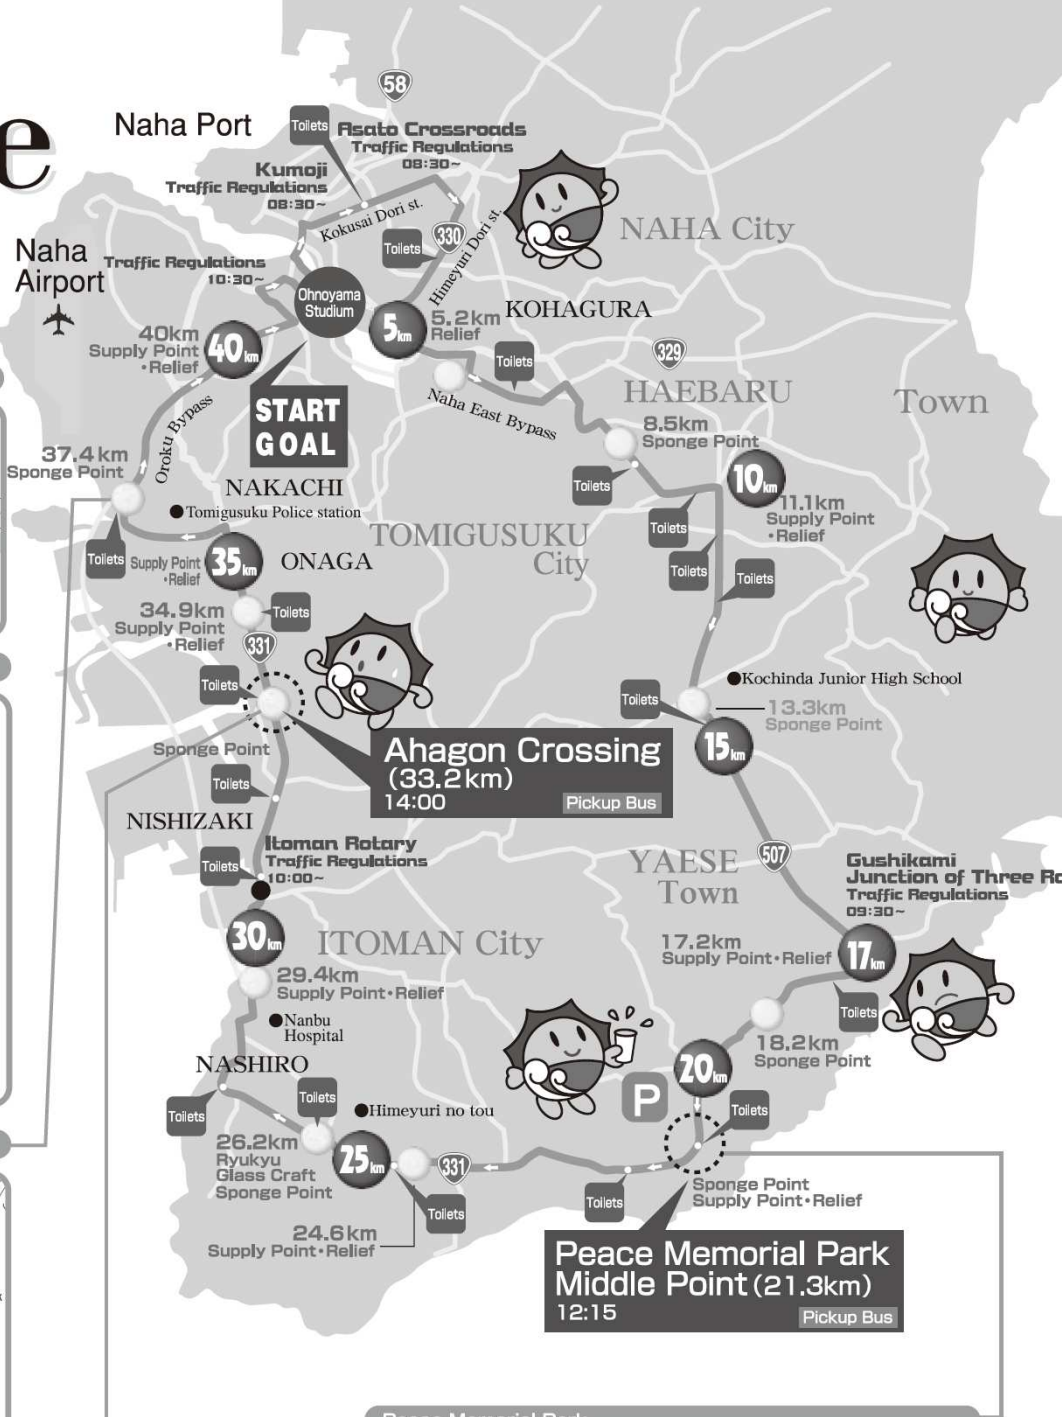 e
58
Naha Port
Toilets
Asato Crossroads
Traffic Regulations
08:30~
Kumoji
Traffic Regulations
08:30~
Kokusai Dori st.
Toilets
330
Himeyuri Dori st.
NAHA City
Naha
Airport
Traffic Regulations
10:30~
Ohnoyama
Studium
5km
5.2km
Relief
KOHAGURA
40km
Supply Point
・Relief
40km
START
GOAL
Toilets
329
HAEBARU
Town
Naha East Bypass
8.5km
Sponge Point
Oroku Bypass
37.4km
Sponge Point
Toilets
10km
11.1km
Supply Point
・Relief
NAKACHI
Tomigusuku Police station
Toilets
TOMIGUSUKU
City
Toilets
Toilets
Toilets
Supply Point
・Relief
35km
ONAGA
34.9km
Supply Point
・Relief
Toilets
331
Toilets
Kochinda Junior High School
Toilets
13.3km
Sponge Point
15km
Sponge Point
Ahagon Crossing
(33.2km)
14:00
Pickup Bus
Toilets
NISHIZAKI
Itoman Rotary
Traffic Regulations
10:00~
Toilets
YAESE
Town
507
Gushikami
Junction of Three Ro
Traffic Regulations
09:30~
30km
ITOMAN City
17.2km
Supply Point・Relief
17km
29.4km
Supply Point・Relief
Toilets
Nanbu
Hospital
18.2km
Sponge Point
NASHIRO
20km
P
Toilets
Toilets
Himeyuri no tou
Toilets
26.2km
Ryukyu
Glass Craft
Sponge Point
25km
331
Toilets
Toilets
Sponge Point
Supply Point・Relief
24.6km
Supply Point・Relief
Peace Memorial Park
Middle Point (21.3km)
12:15
Pickup Bus